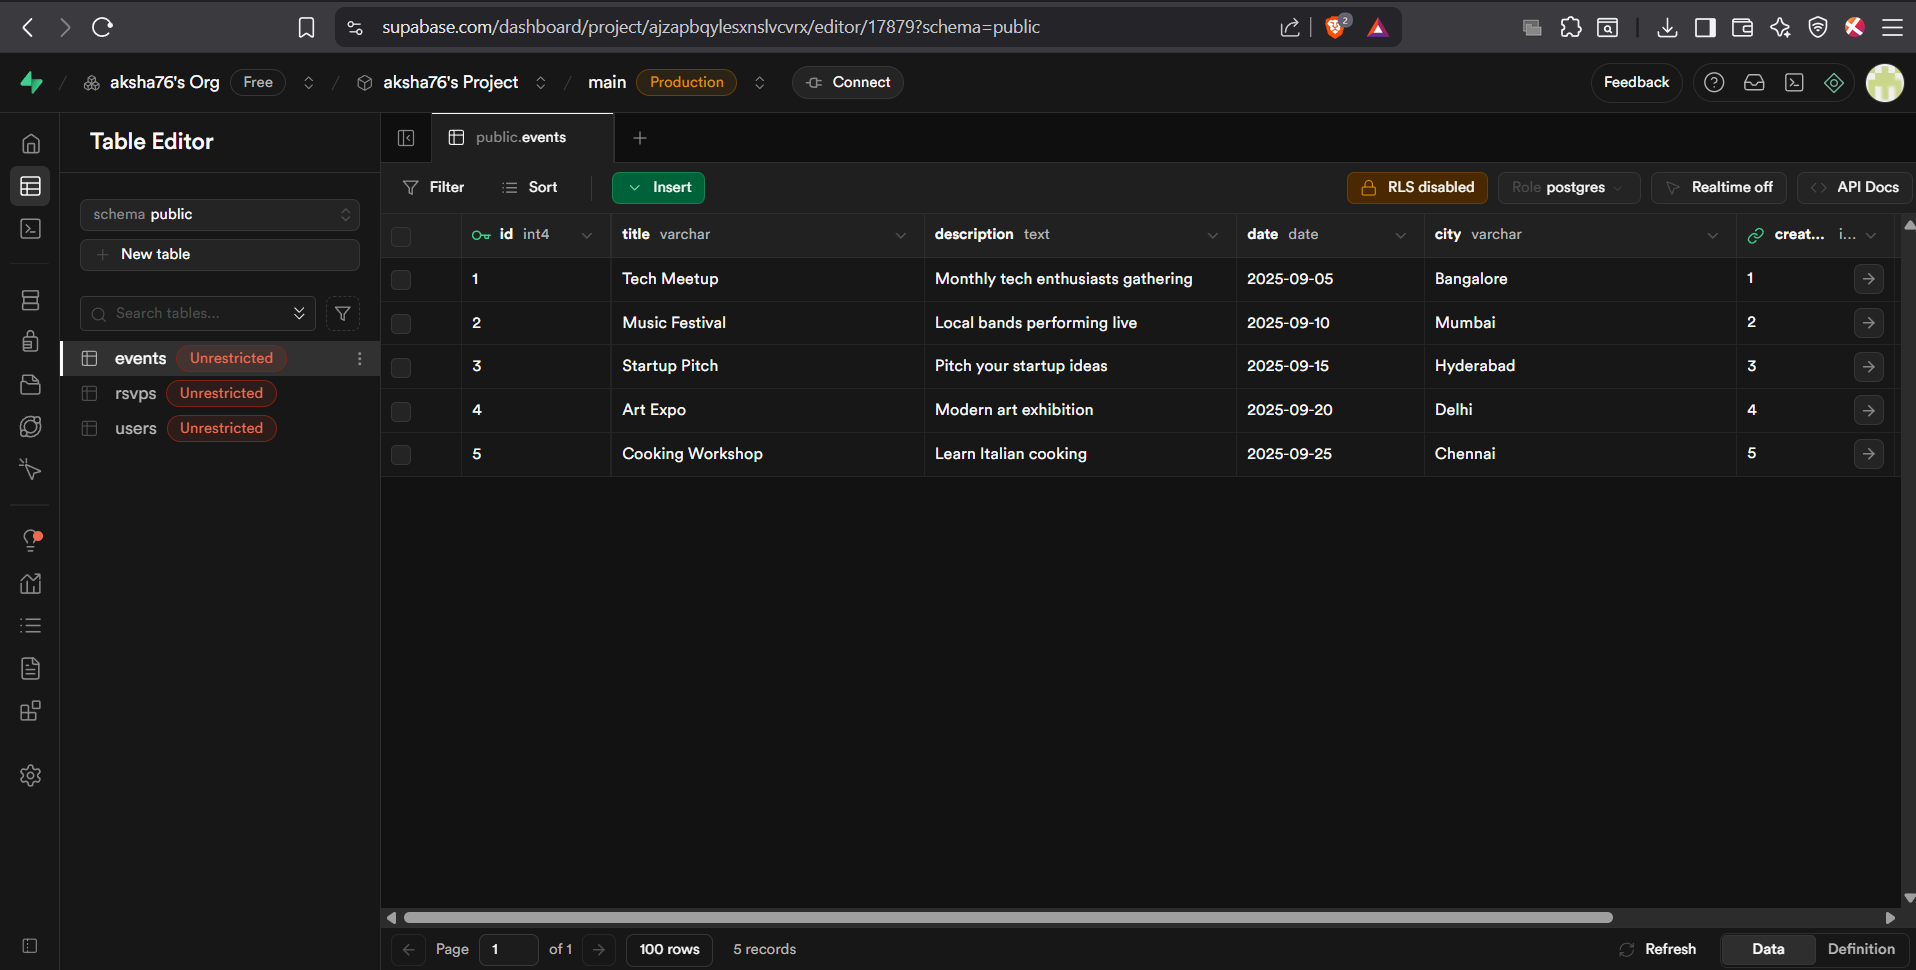 supabase.com/dashboard/project/ajzapbqylesxnslvcvrx/editor/17879?schema=public
2
aksha76's Org Free aksha76's Project main Production Connect Feedback
Table Editor
public.events
Filter Sort Insert RLS disabled Role postgres Realtime off API Docs
schema public
New table
Search tables...
events Unrestricted
rsvps Unrestricted
users Unrestricted
id int4 title varchar description text date date city varchar creat... i...
1 Tech Meetup Monthly tech enthusiasts gathering 2025-09-05 Bangalore 1
2 Music Festival Local bands performing live 2025-09-10 Mumbai 2
3 Startup Pitch Pitch your startup ideas 2025-09-15 Hyderabad 3
4 Art Expo Modern art exhibition 2025-09-20 Delhi 4
5 Cooking Workshop Learn Italian cooking 2025-09-25 Chennai 5
Page 1 of 1 100 rows 5 records Refresh Data Definition